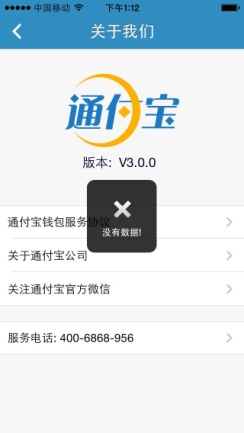 中国移动 下午1:12
关于我们
通付宝
版本: V3.0.0
没有数据!
通付宝钱包服务协议
关于通付宝公司
关注通付宝官方微信
服务电话: 400-6868-956